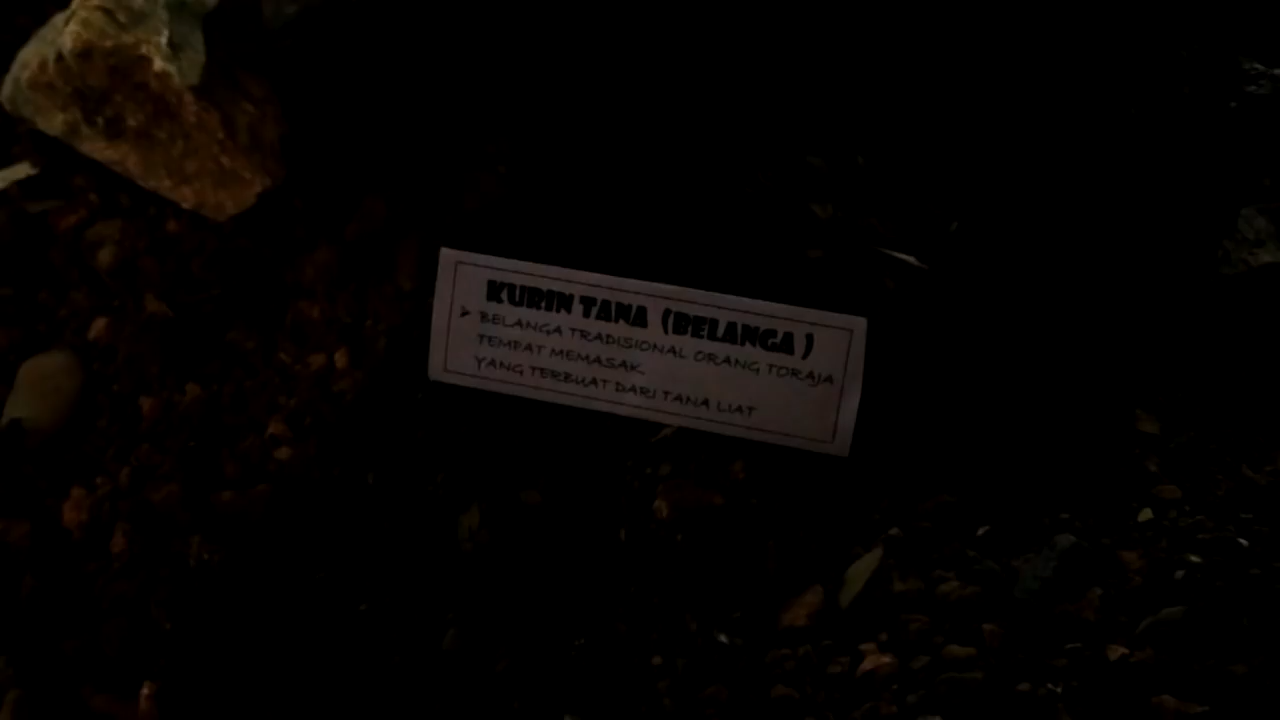 KURIN TANA (BELANGA )
➤ BELANGA TRADISIONAL ORANG TORAJA
TEMPAT MEMASAK.
YANG TERBUAT DARI TANA LIAT